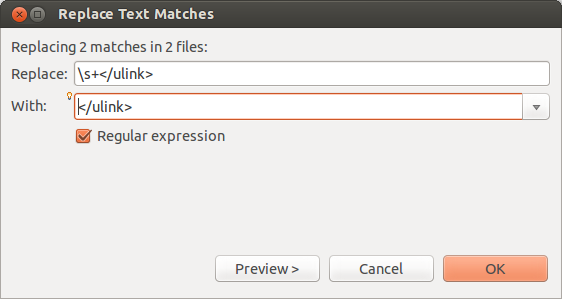 Replace Text Matches
Replacing 2 matches in 2 files:
Replace: \s+</ulink>
With: </ulink>
Regular expression
Preview > Cancel OK